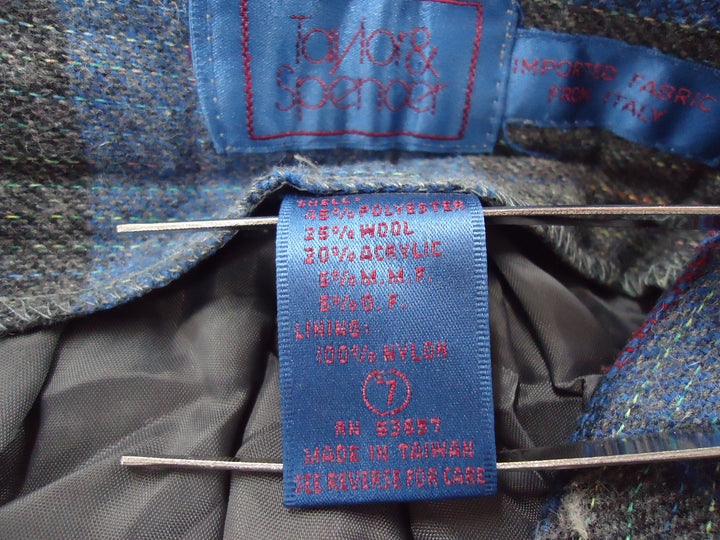 Taylor&
Spencer
IMPORTED FABRIC
FROM ITALY
SHELL:
45% POLYESTER
25% WOOL
20% ACRYLIC
5% M.M.F.
5% O.F.
LINING:
100% NYLON
7
RN 53857
MADE IN TAIWAN
SEE REVERSE FOR CARE